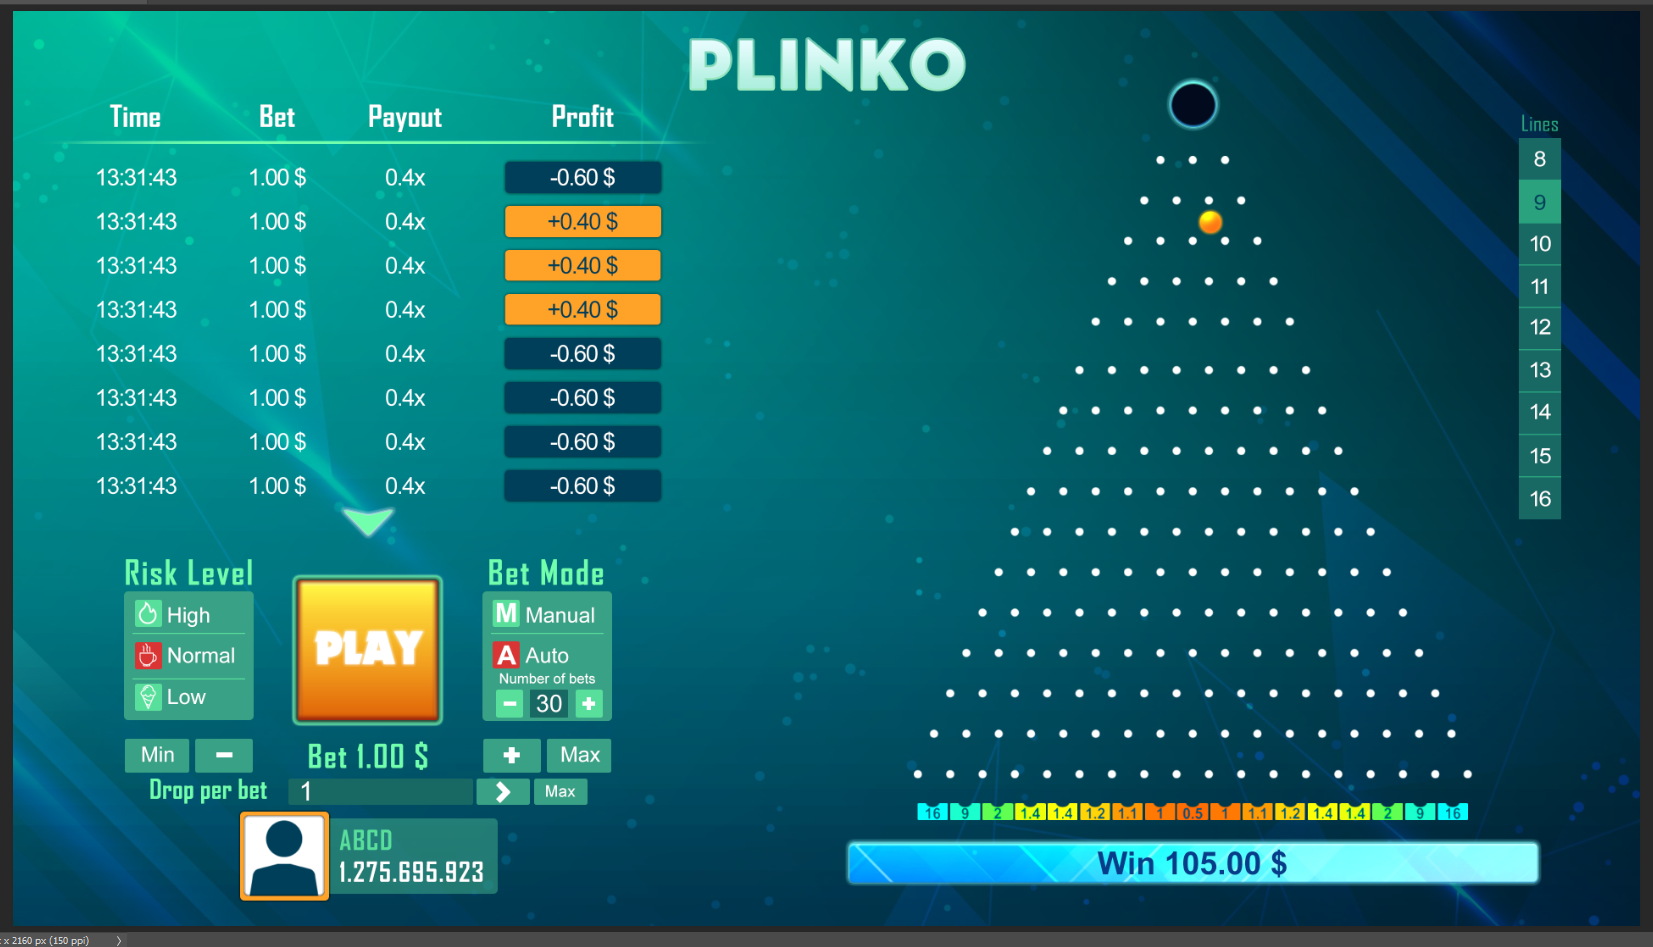 PLINKO
Time Bet Payout Profit
13:31:43 1.00 $ 0.4x -0.60 $
13:31:43 1.00 $ 0.4x +0.40 $
13:31:43 1.00 $ 0.4x +0.40 $
13:31:43 1.00 $ 0.4x +0.40 $
13:31:43 1.00 $ 0.4x -0.60 $
13:31:43 1.00 $ 0.4x -0.60 $
13:31:43 1.00 $ 0.4x -0.60 $
13:31:43 1.00 $ 0.4x -0.60 $
Risk Level
High
Normal
Low
PLAY
Bet Mode
M Manual
A Auto
Number of bets
- 30 +
Min - Bet 1.00 $ + Max
Drop per bet 1 Max
ABCD
1.275.695.923
Lines
8
9
10
11
12
13
14
15
16
16 9 2 1.4 1.4 1.2 1.1 1 0.5 1 1.1 1.2 1.4 1.4 2 9 16
Win 105.00 $
x 2160 px (150 ppi)